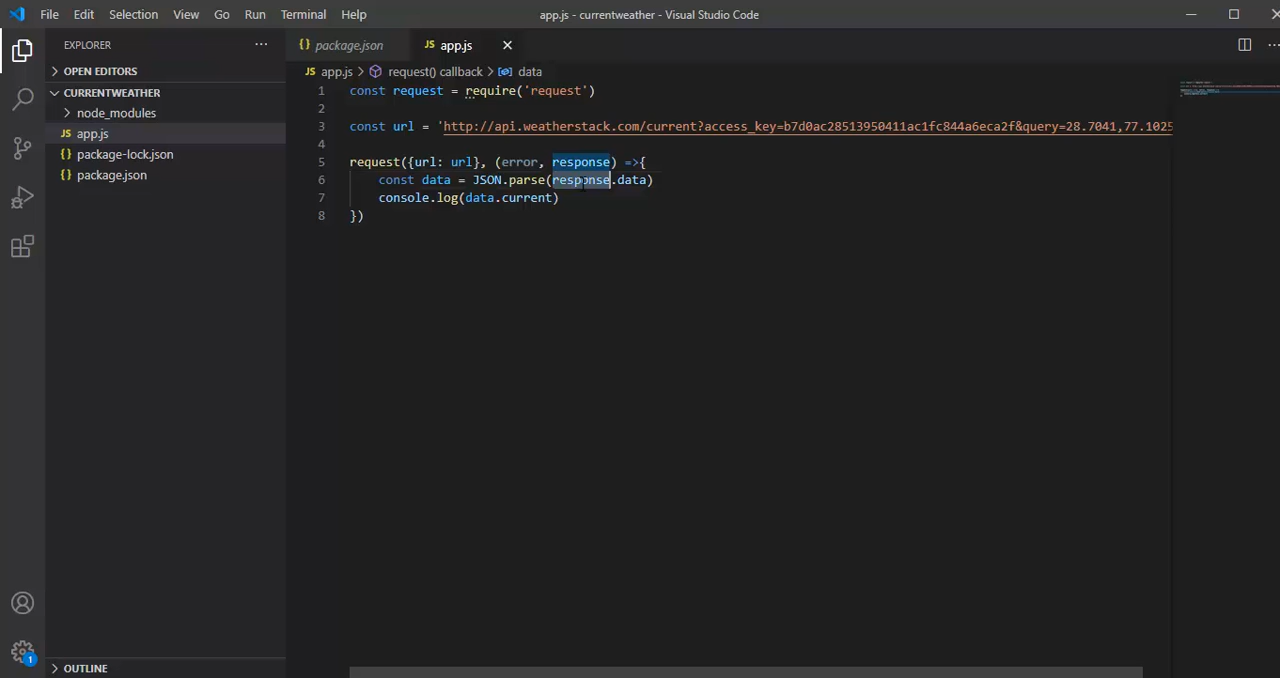 File Edit Selection View Go Run Terminal Help
app.js - currentweather - Visual Studio Code
EXPLORER
{} package.json
JS app.js
OPEN EDITORS
JS app.js > request() callback > data
CURRENTWEATHER
node_modules
JS app.js
{} package-lock.json
{} package.json
1 const request = require('request')
2
3 const url = 'http://api.weatherstack.com/current?access_key=b7d0ac28513950411ac1fc844a6eca2f&query=28.7041,77.1025
4
5 request({url: url}, (error, response) =>{
6 const data = JSON.parse(response.data)
7 console.log(data.current)
8 })
1
OUTLINE